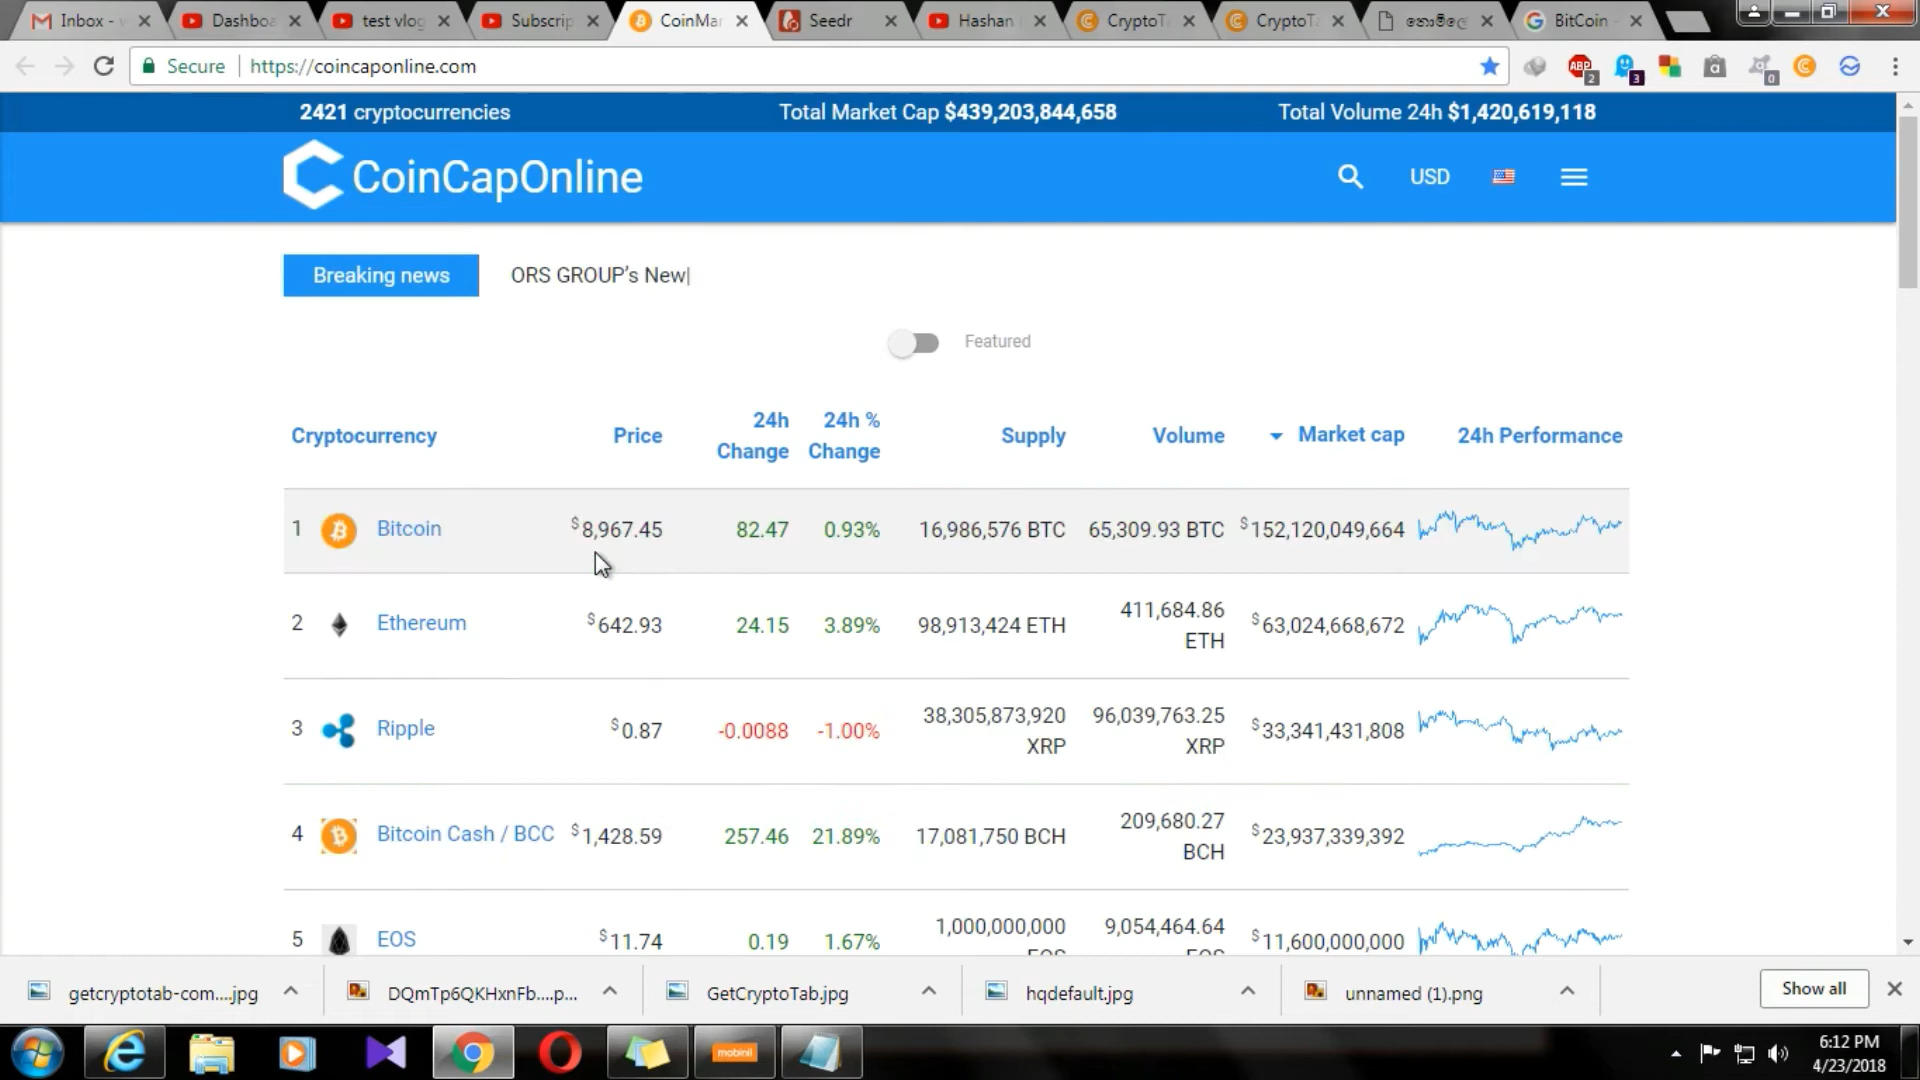 Inbox -
Dashbo
test vlog
Subscrip
CoinMar
Seedr
Hashan
CryptoT
CryptoTa
BitCoin
Secure
https://coincaponline.com
ABP
2
3
0
2421 cryptocurrencies
Total Market Cap $439,203,844,658
Total Volume 24h $1,420,619,118
CoinCapOnline
USD
Breaking news
ORS GROUP’s New|
Featured
Cryptocurrency
Price
24h Change
24h % Change
Supply
Volume
Market cap
24h Performance
1 Bitcoin $8,967.45 82.47 0.93% 16,986,576 BTC 65,309.93 BTC $152,120,049,664
2 Ethereum $642.93 24.15 3.89% 98,913,424 ETH 411,684.86 ETH $63,024,668,672
3 Ripple $0.87 -0.0088 -1.00% 38,305,873,920 XRP 96,039,763.25 XRP $33,341,431,808
4 Bitcoin Cash / BCC $1,428.59 257.46 21.89% 17,081,750 BCH 209,680.27 BCH $23,937,339,392
5 EOS $11.74 0.19 1.67% 1,000,000,000 EOS 9,054,464.64 EOS $11,600,000,000
getcryptotab-com....jpg
DQmTp6QKHxnFb....p...
GetCryptoTab.jpg
hqdefault.jpg
unnamed (1).png
Show all
mobinil
6:12 PM
4/23/2018